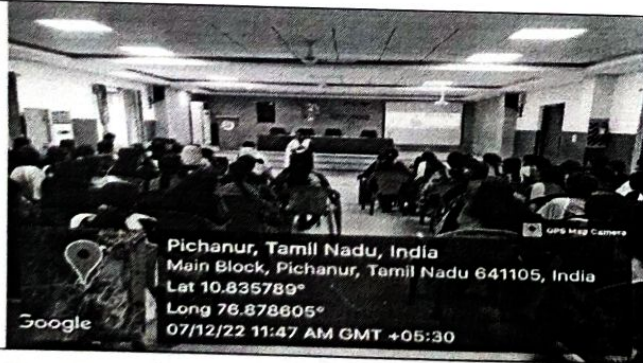 GPS Map Camera
Pichanur, Tamil Nadu, India
Main Block, Pichanur, Tamil Nadu 641105, India
Lat 10.835789°
Long 76.878605°
07/12/22 11:47 AM GMT +05:30
Google